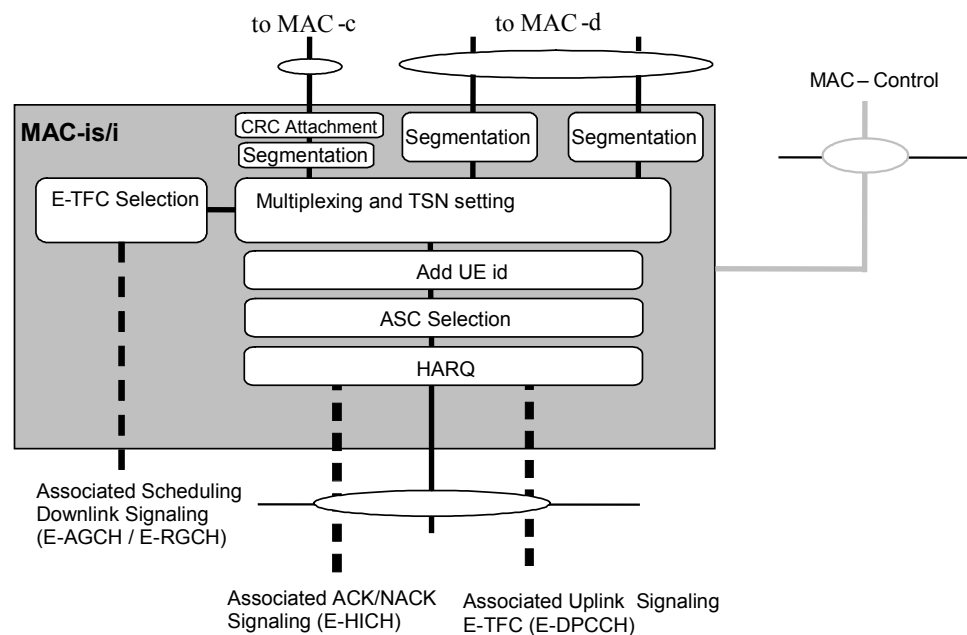 to MAC -c
to MAC -d
MAC – Control
MAC-is/i
CRC Attachment
Segmentation
Segmentation
Segmentation
E-TFC Selection
Multiplexing and TSN setting
Add UE id
ASC Selection
HARQ
Associated Scheduling
Downlink Signaling
(E-AGCH / E-RGCH)
Associated ACK/NACK
Signaling (E-HICH)
Associated Uplink Signaling
E-TFC (E-DPCCH)